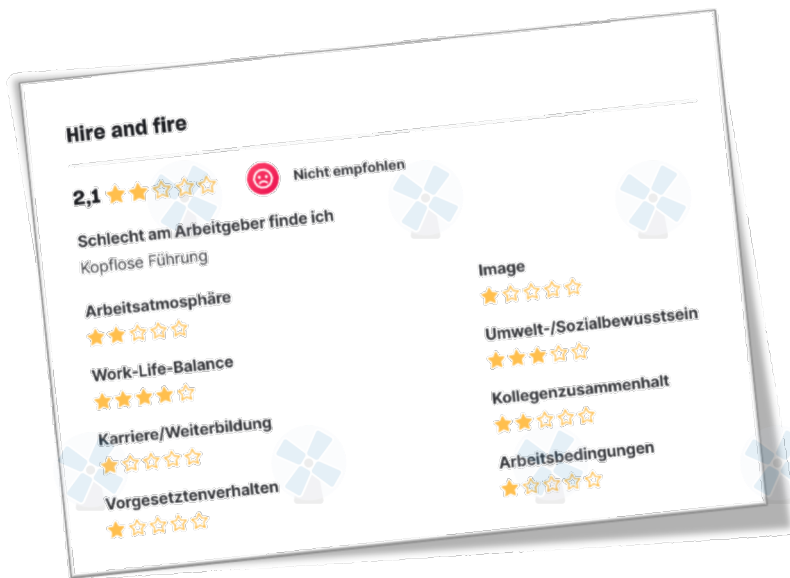 Hire and fire
2,1
Nicht empfohlen
Schlecht am Arbeitgeber finde ich
Kopflose Führung
Arbeitsatmosphäre
Work-Life-Balance
Karriere/Weiterbildung
Vorgesetztenverhalten
Image
Umwelt-/Sozialbewusstsein
Kollegenzusammenhalt
Arbeitsbedingungen